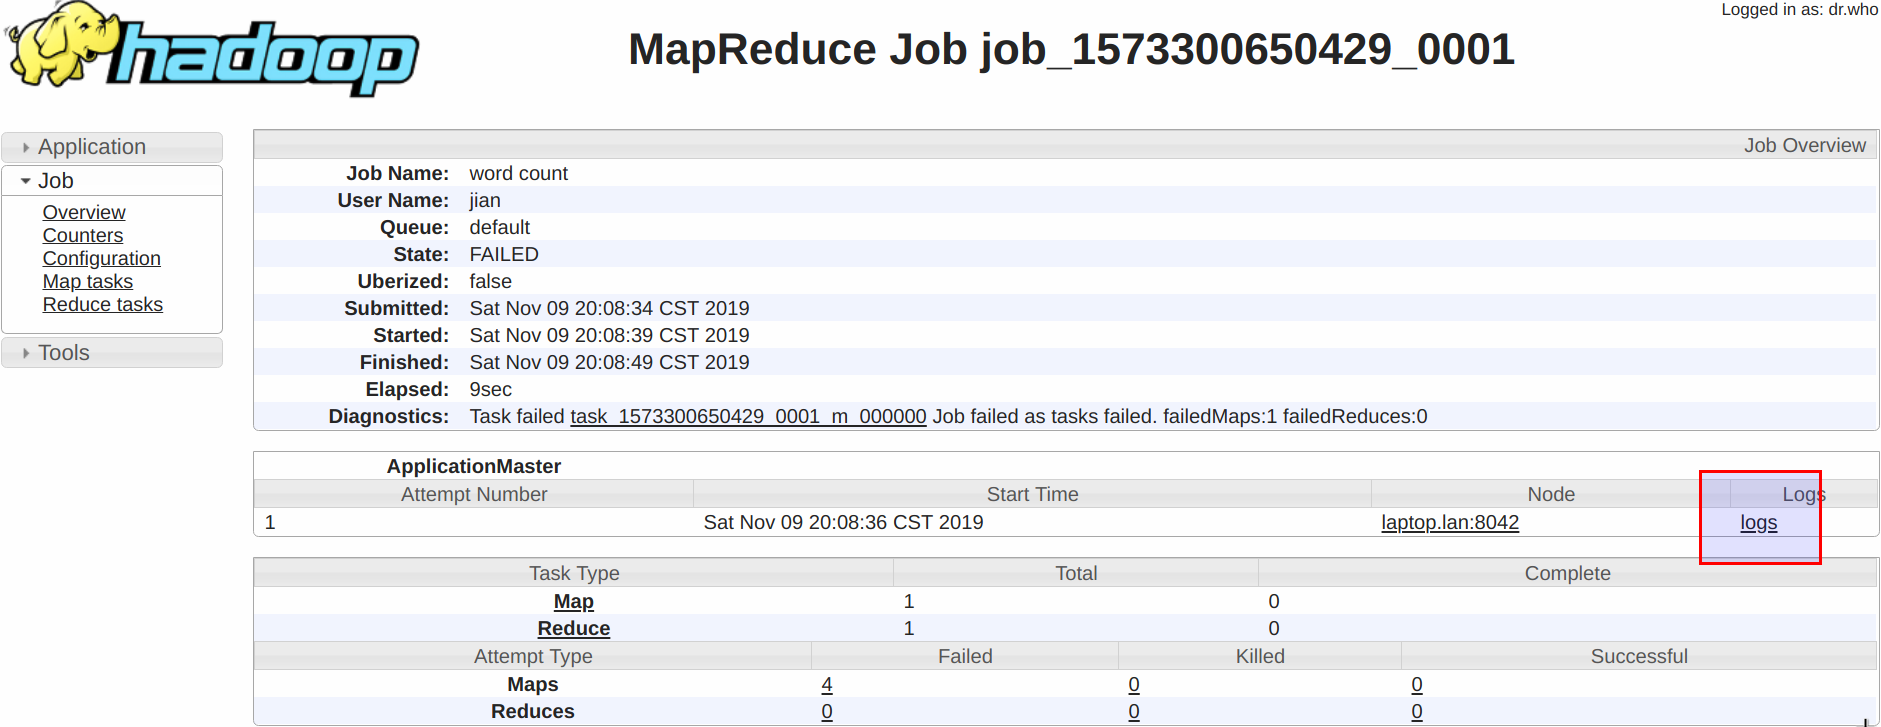 Logged in as: dr.who
hadoop
MapReduce Job job_1573300650429_0001
Application
Job
Overview
Counters
Configuration
Map tasks
Reduce tasks
Tools
Job Overview
Job Name: word count
User Name: jian
Queue: default
State: FAILED
Uberized: false
Submitted: Sat Nov 09 20:08:34 CST 2019
Started: Sat Nov 09 20:08:39 CST 2019
Finished: Sat Nov 09 20:08:49 CST 2019
Elapsed: 9sec
Diagnostics: Task failed task_1573300650429_0001_m_000000 Job failed as tasks failed. failedMaps:1 failedReduces:0
ApplicationMaster
Attempt Number Start Time Node Logs
1 Sat Nov 09 20:08:36 CST 2019 laptop.lan:8042 logs
Task Type Total Complete
Map 1 0
Reduce 1 0
Attempt Type Failed Killed Successful
Maps 4 0 0
Reduces 0 0 0